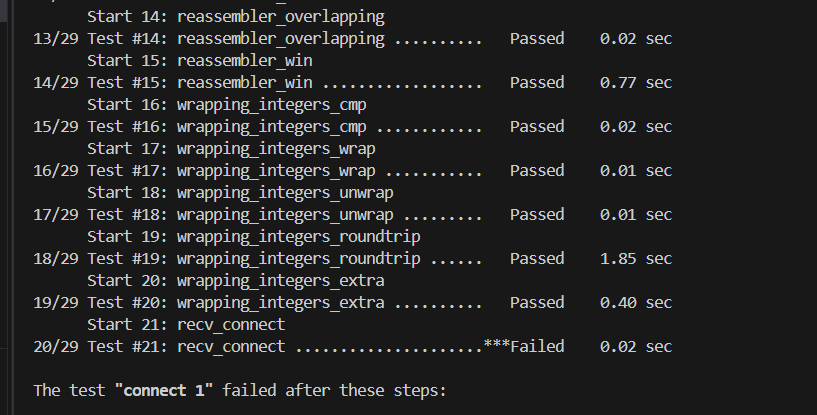 Start 14: reassembler_overlapping
13/29 Test #14: reassembler_overlapping ..........   Passed    0.02 sec
Start 15: reassembler_win
14/29 Test #15: reassembler_win ..................   Passed    0.77 sec
Start 16: wrapping_integers_cmp
15/29 Test #16: wrapping_integers_cmp ............   Passed    0.02 sec
Start 17: wrapping_integers_wrap
16/29 Test #17: wrapping_integers_wrap ...........   Passed    0.01 sec
Start 18: wrapping_integers_unwrap
17/29 Test #18: wrapping_integers_unwrap .........   Passed    0.01 sec
Start 19: wrapping_integers_roundtrip
18/29 Test #19: wrapping_integers_roundtrip ......   Passed    1.85 sec
Start 20: wrapping_integers_extra
19/29 Test #20: wrapping_integers_extra ..........   Passed    0.40 sec
Start 21: recv_connect
20/29 Test #21: recv_connect .....................***Failed    0.02 sec
The test "connect 1" failed after these steps: